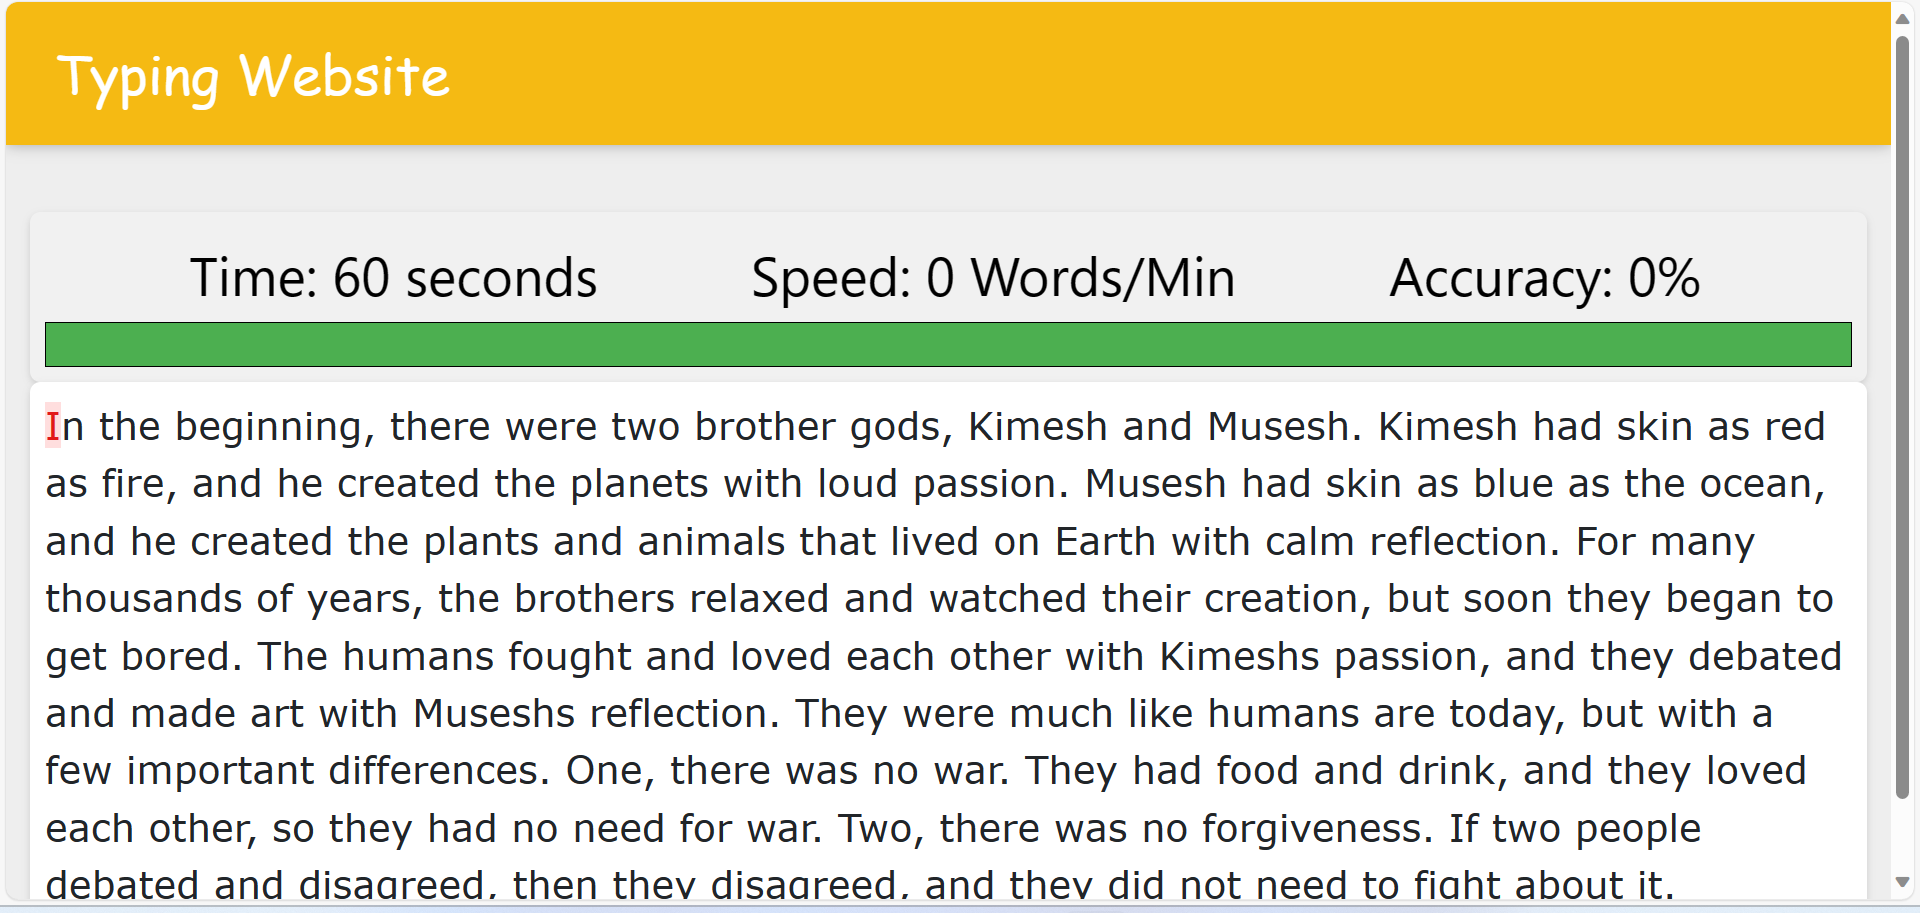 Typing Website
Time: 60 seconds Speed: 0 Words/Min Accuracy: 0%
In the beginning, there were two brother gods, Kimesh and Musesh. Kimesh had skin as red
as fire, and he created the planets with loud passion. Musesh had skin as blue as the ocean,
and he created the plants and animals that lived on Earth with calm reflection. For many
thousands of years, the brothers relaxed and watched their creation, but soon they began to
get bored. The humans fought and loved each other with Kimeshs passion, and they debated
and made art with Museshs reflection. They were much like humans are today, but with a
few important differences. One, there was no war. They had food and drink, and they loved
each other, so they had no need for war. Two, there was no forgiveness. If two people
debated and disagreed, then they disagreed, and they did not need to fight about it.